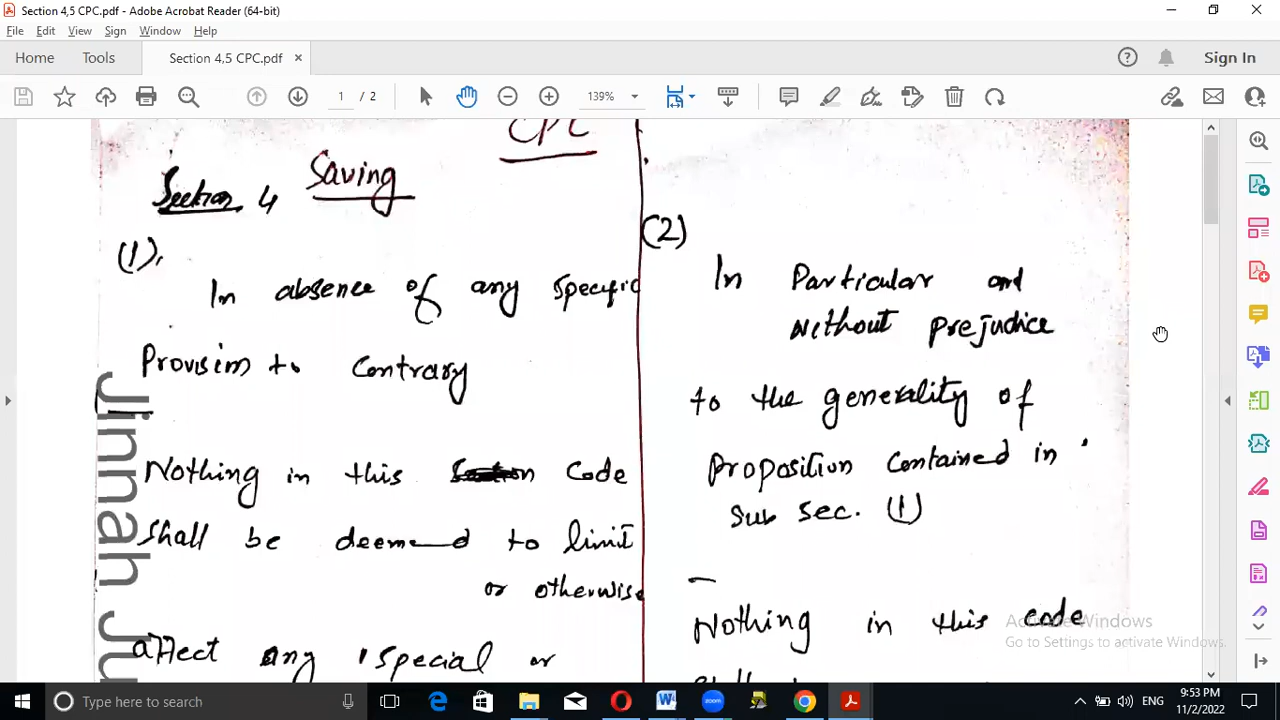 Section 4,5 CPC.pdf - Adobe Acrobat Reader (64-bit)
File Edit View Sign Window Help
Home Tools Section 4,5 CPC.pdf × Sign In
1 / 2 139%
CPC
Section 4 Saving
(1).
In absence of any specific
Provision to Contrary
Nothing in this Code
shall be deemed to limit
or otherwise
affect any special or
(2)
In Particular and
without prejudice
to the generality of
proposition contained in
sub sec. (1)
Nothing in this code
Jinnah Ju
Activate Windows
Go to Settings to activate Windows.
Type here to search
ENG
9:53 PM
11/2/2022